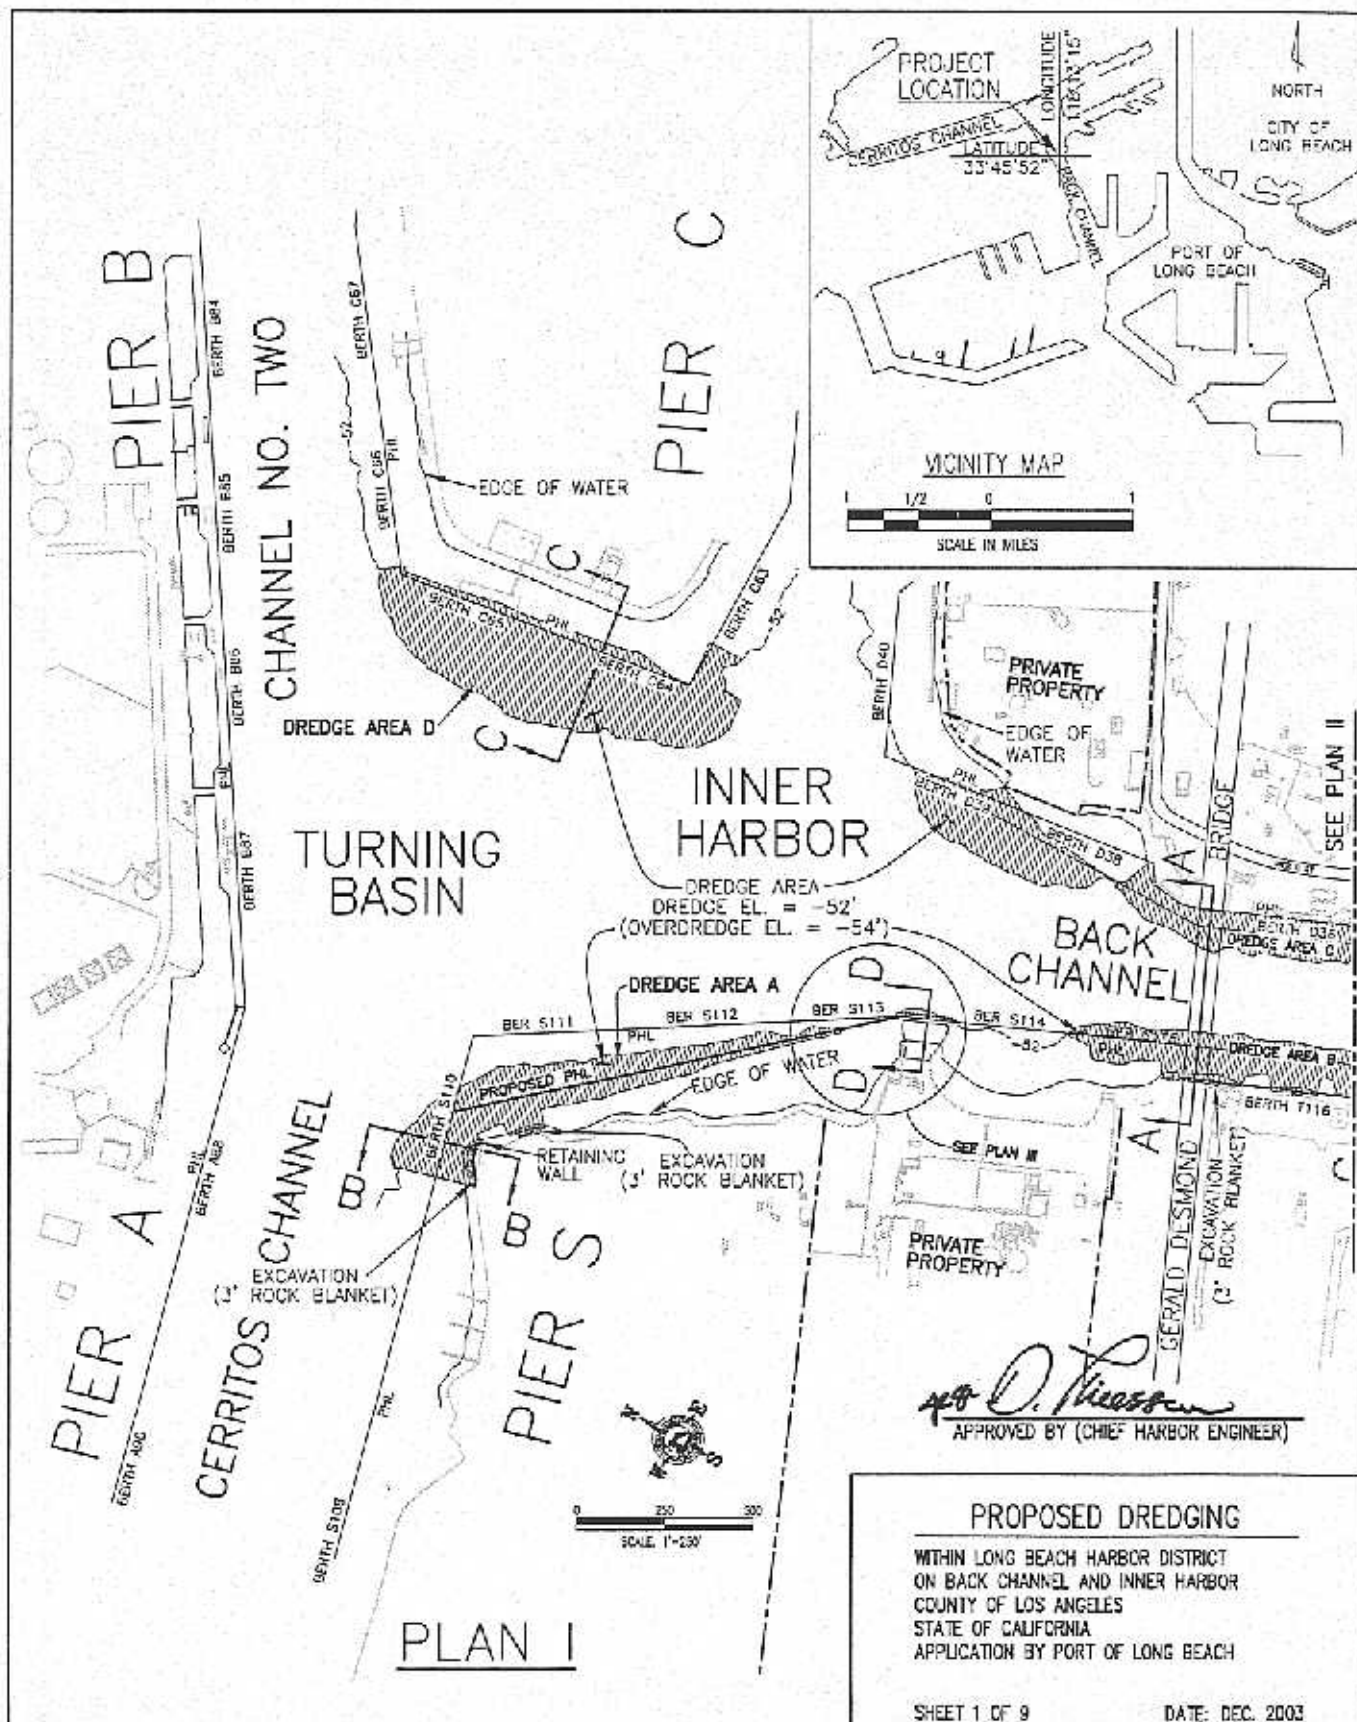 PROJECT
LOCATION
LONGITUDE
LATITUDE
33°45'52"
CERRITOS CHANNEL
BACK CHANNEL
NORTH
CITY OF
LONG BEACH
PORT OF
LONG BEACH
VICINITY MAP
1 1/2 0 1
SCALE IN MILES
PIER B
BERTH B84
BERTH B85
BERTH B86
BERTH B87
PHL
CHANNEL NO. TWO
BERTH C67
-52
BERTH C66
PHL
EDGE OF WATER
PIER C
C
C
BERTH C65
PHL
BERTH C64
BERTH C63
-52
DREDGE AREA D
INNER
HARBOR
TURNING
BASIN
DREDGE AREA
DREDGE EL. = -52'
(OVERDREDGE EL. = -54')
BERTH D40
PRIVATE
PROPERTY
EDGE OF
WATER
PHL
BERTH D39
BERTH D38
A
BRIDGE
SEE PLAN II
PHL
DREDGE AREA C
BACK
CHANNEL
DREDGE AREA A
D
D
BER S111
PHL
BER S112
BER S113
BER S114
-52
PHL
DREDGE AREA B
BERTH T116
PROPOSED PHL
EDGE OF WATER
BERTH S110
B
B
RETAINING
WALL
EXCAVATION
(3' ROCK BLANKET)
SEE PLAN III
A
EXCAVATION
(3' ROCK BLANKET)
GERALD DESMOND
PRIVATE
PROPERTY
EXCAVATION
(3' ROCK BLANKET)
PHL
BERTH A88
PIER A
BERTH A90
CERRITOS CHANNEL
PHL
BERTH S109
PIER S
N
E
S
W
0 250 500
SCALE: 1"=250'
PLAN I
APPROVED BY (CHIEF HARBOR ENGINEER)
PROPOSED DREDGING
WITHIN LONG BEACH HARBOR DISTRICT
ON BACK CHANNEL AND INNER HARBOR
COUNTY OF LOS ANGELES
STATE OF CALIFORNIA
APPLICATION BY PORT OF LONG BEACH
SHEET 1 OF 9
DATE: DEC. 2003